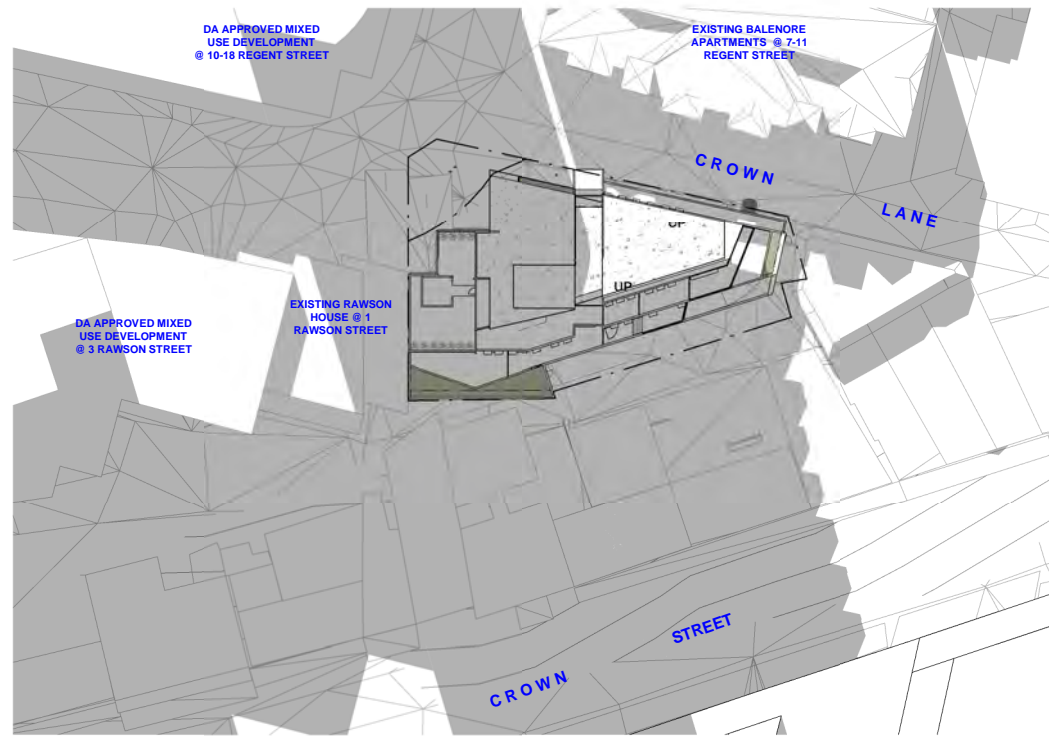 DA APPROVED MIXED
USE DEVELOPMENT
@ 10-18 REGENT STREET
EXISTING BALENORE
APARTMENTS @ 7-11
REGENT STREET
CROWN
LANE
UP
UP
EXISTING RAWSON
HOUSE @ 1
RAWSON STREET
DA APPROVED MIXED
USE DEVELOPMENT
@ 3 RAWSON STREET
STREET
CROWN